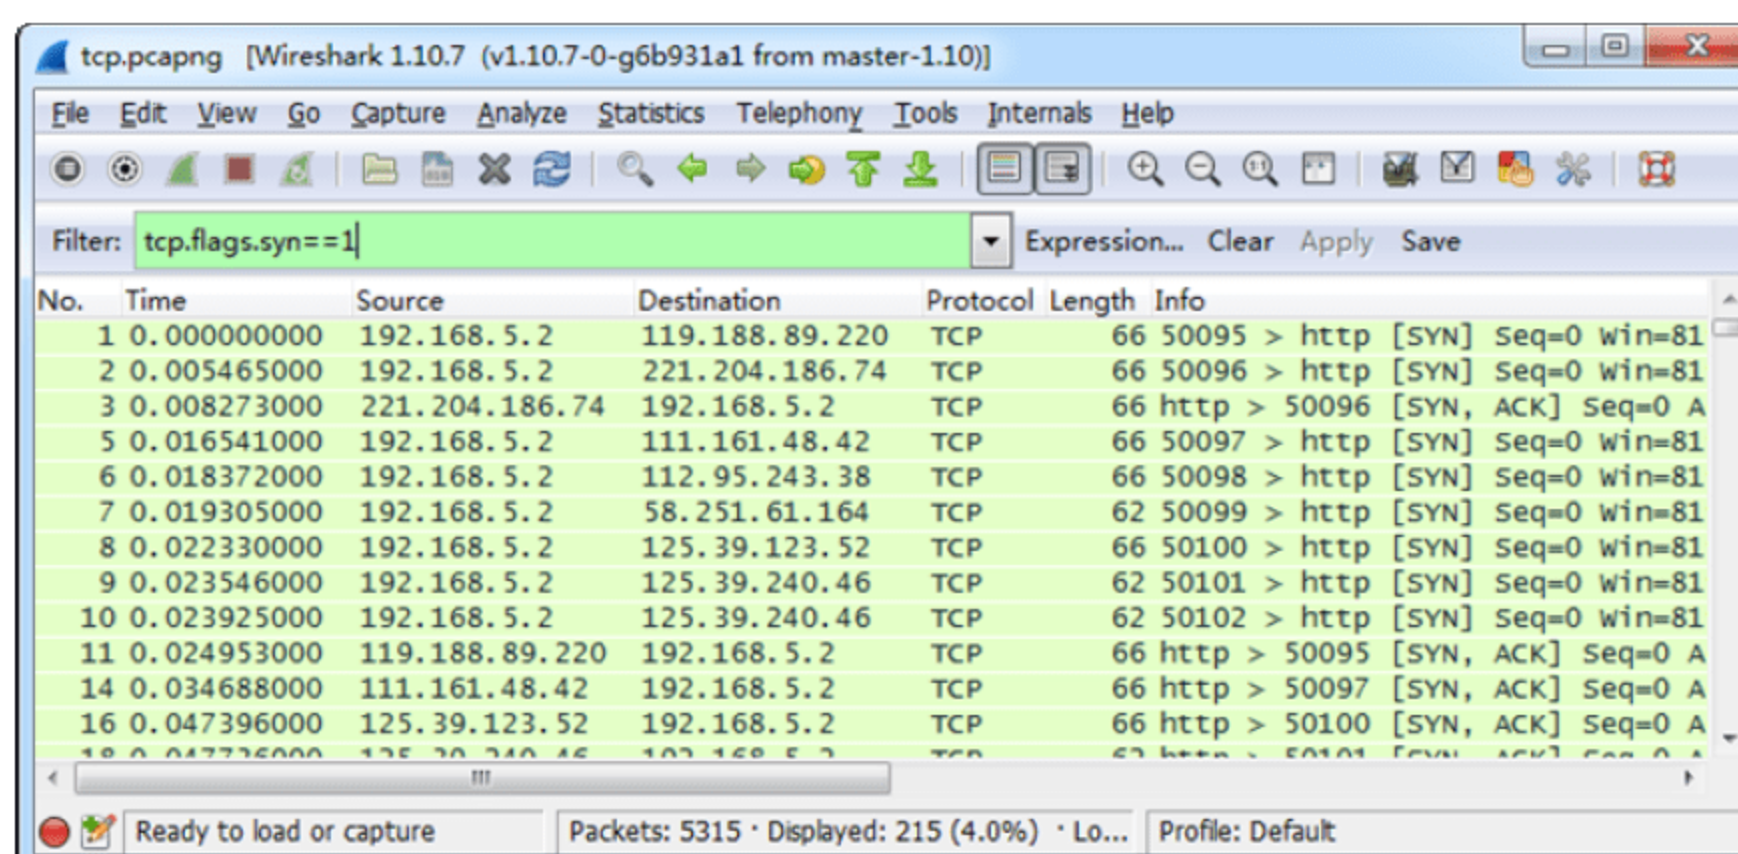 tcp.pcapng [Wireshark 1.10.7 (v1.10.7-0-g6b931a1 from master-1.10)]
File Edit View Go Capture Analyze Statistics Telephony Tools Internals Help
Filter: tcp.flags.syn==1 Expression... Clear Apply Save
No. Time Source Destination Protocol Length Info
1 0.000000000 192.168.5.2 119.188.89.220 TCP 66 50095 > http [SYN] Seq=0 Win=81
2 0.005465000 192.168.5.2 221.204.186.74 TCP 66 50096 > http [SYN] Seq=0 Win=81
3 0.008273000 221.204.186.74 192.168.5.2 TCP 66 http > 50096 [SYN, ACK] Seq=0 A
5 0.016541000 192.168.5.2 111.161.48.42 TCP 66 50097 > http [SYN] Seq=0 Win=81
6 0.018372000 192.168.5.2 112.95.243.38 TCP 66 50098 > http [SYN] Seq=0 Win=81
7 0.019305000 192.168.5.2 58.251.61.164 TCP 62 50099 > http [SYN] Seq=0 Win=81
8 0.022330000 192.168.5.2 125.39.123.52 TCP 66 50100 > http [SYN] Seq=0 Win=81
9 0.023546000 192.168.5.2 125.39.240.46 TCP 62 50101 > http [SYN] Seq=0 Win=81
10 0.023925000 192.168.5.2 125.39.240.46 TCP 62 50102 > http [SYN] Seq=0 Win=81
11 0.024953000 119.188.89.220 192.168.5.2 TCP 66 http > 50095 [SYN, ACK] Seq=0 A
14 0.034688000 111.161.48.42 192.168.5.2 TCP 66 http > 50097 [SYN, ACK] Seq=0 A
16 0.047396000 125.39.123.52 192.168.5.2 TCP 66 http > 50100 [SYN, ACK] Seq=0 A
Ready to load or capture Packets: 5315 · Displayed: 215 (4.0%) · Lo... Profile: Default